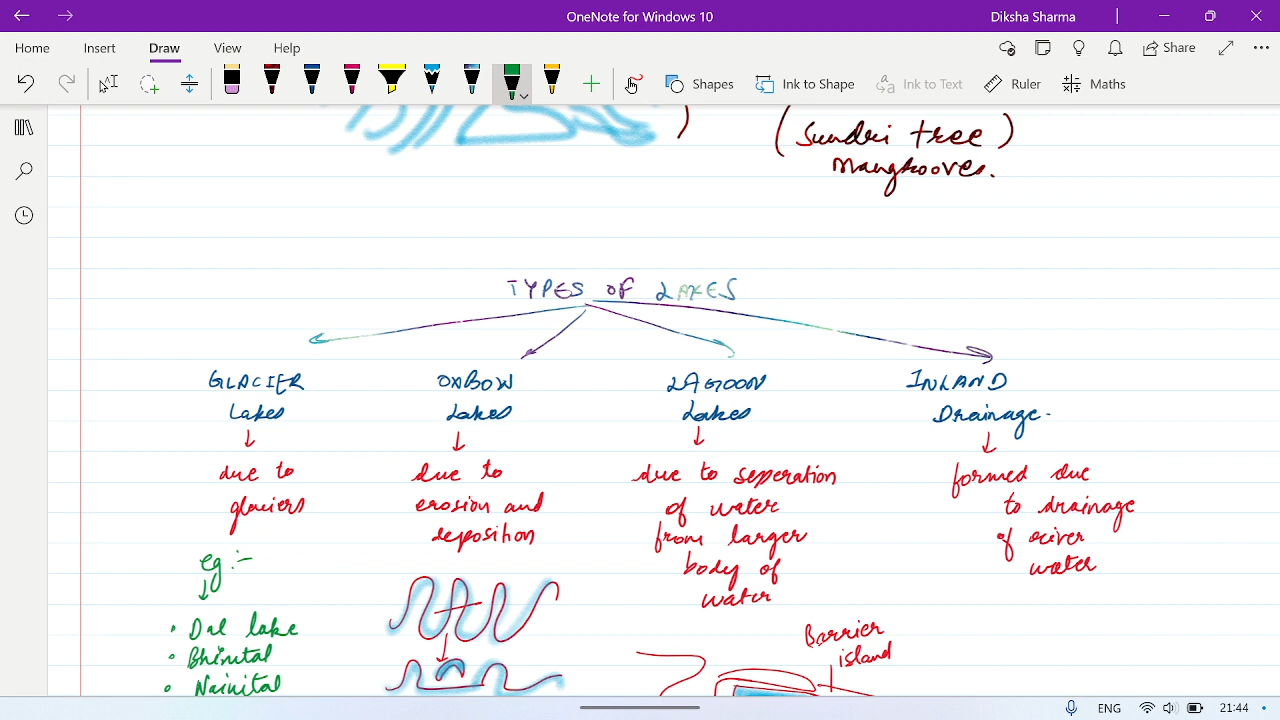 OneNote for Windows 10
Diksha Sharma
Home Insert Draw View Help
Share
Shapes
Ink to Shape
Ink to Text
Ruler
Maths
(Sundri tree)
Mangrooves.
TYPES OF LAKES
GLACIER
Lakes
due to
glaciers
eg :-
• Dal lake
• Bhimtal
• Nainital
OXBOW
Lakes
due to
erosion and
deposition
LAGOON
Lakes
due to seperation
of water
from larger
body of
water
Barrier
island
INLAND
Drainage.
formed due
to drainage
of river
water
ENG
21:44